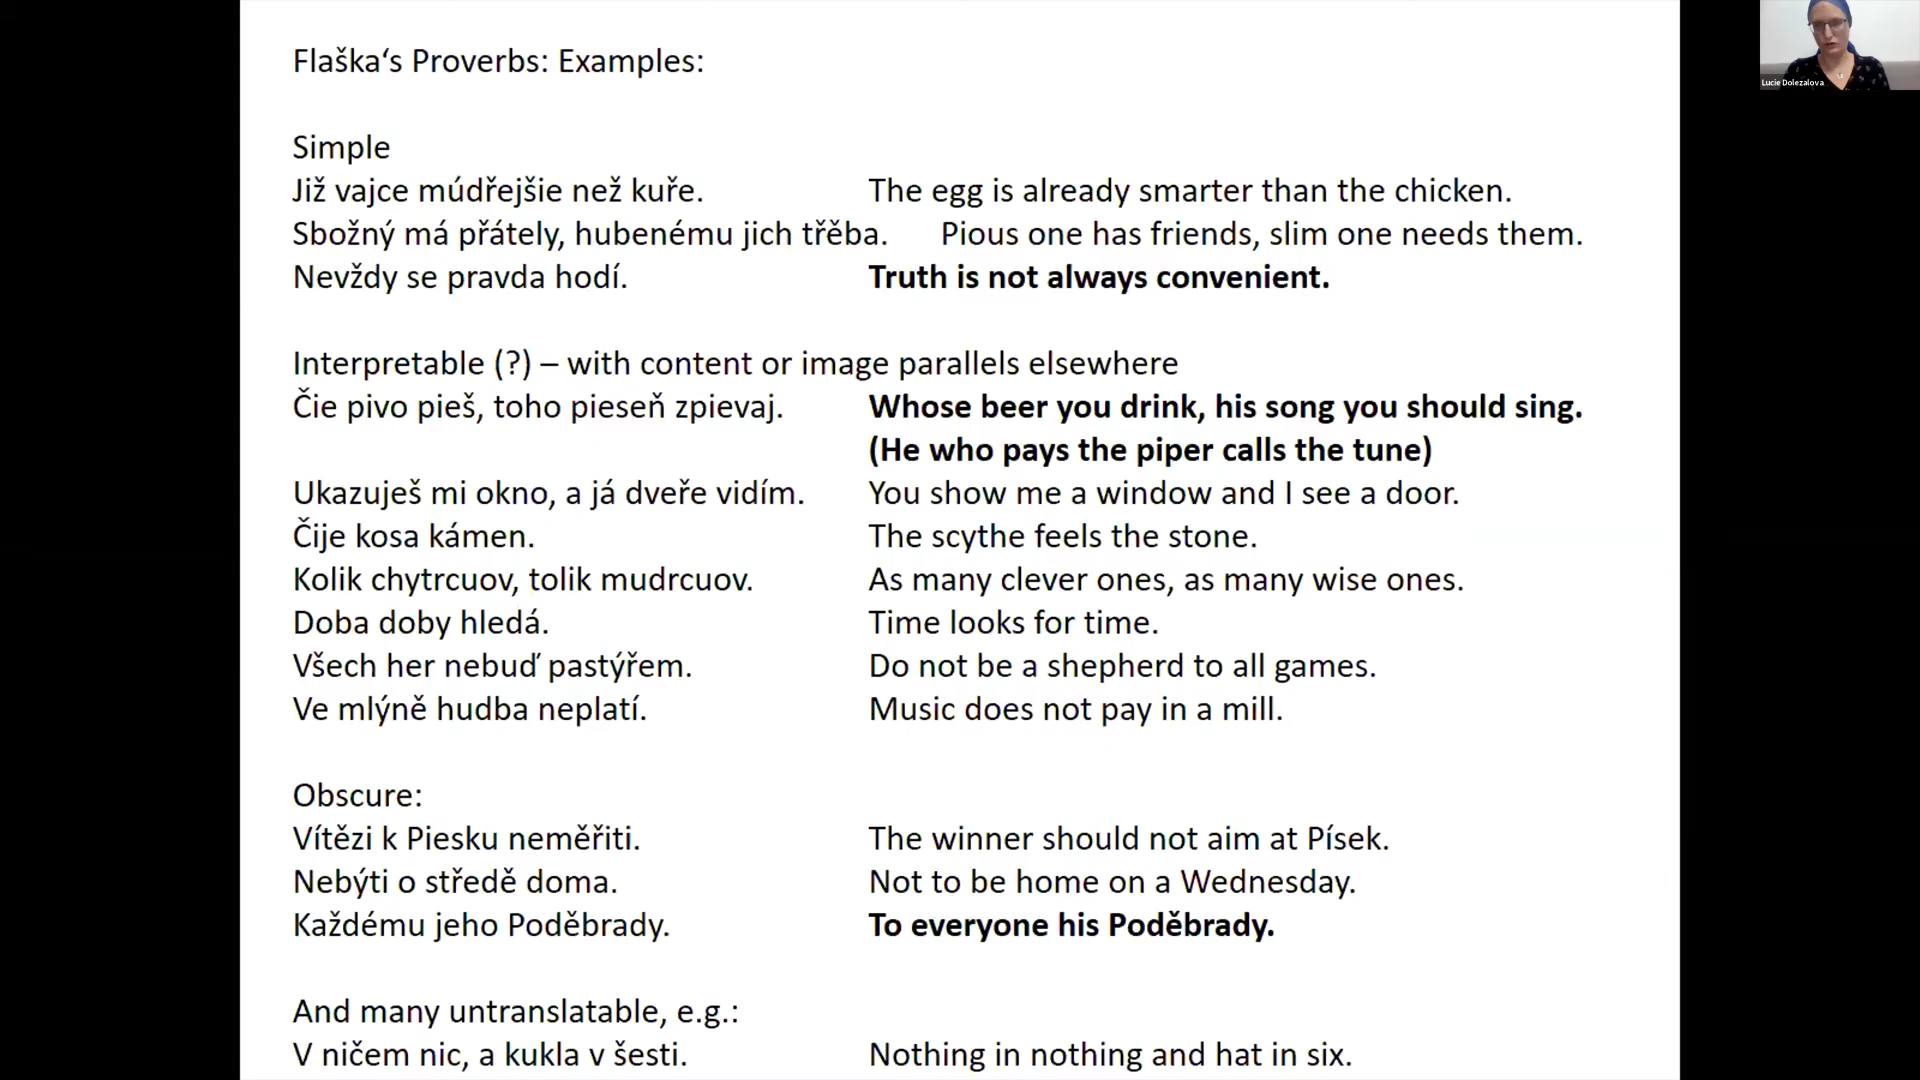 Flaška‘s Proverbs: Examples:
Simple
Již vajce múdřejšie než kuře. The egg is already smarter than the chicken.
Sbožný má přátely, hubenému jich třěba. Pious one has friends, slim one needs them.
Nevždy se pravda hodí. Truth is not always convenient.
Interpretable (?) – with content or image parallels elsewhere
Čie pivo pieš, toho pieseň zpievaj. Whose beer you drink, his song you should sing.
(He who pays the piper calls the tune)
Ukazuješ mi okno, a já dveře vidím. You show me a window and I see a door.
Čije kosa kámen. The scythe feels the stone.
Kolik chytrcuov, tolik mudrcuov. As many clever ones, as many wise ones.
Doba doby hledá. Time looks for time.
Všech her nebuď pastýřem. Do not be a shepherd to all games.
Ve mlýně hudba neplatí. Music does not pay in a mill.
Obscure:
Vítězi k Piesku neměřiti. The winner should not aim at Písek.
Nebýti o středě doma. Not to be home on a Wednesday.
Každému jeho Poděbrady. To everyone his Poděbrady.
And many untranslatable, e.g.:
V ničem nic, a kukla v šesti. Nothing in nothing and hat in six.
Lucie Dolezalova